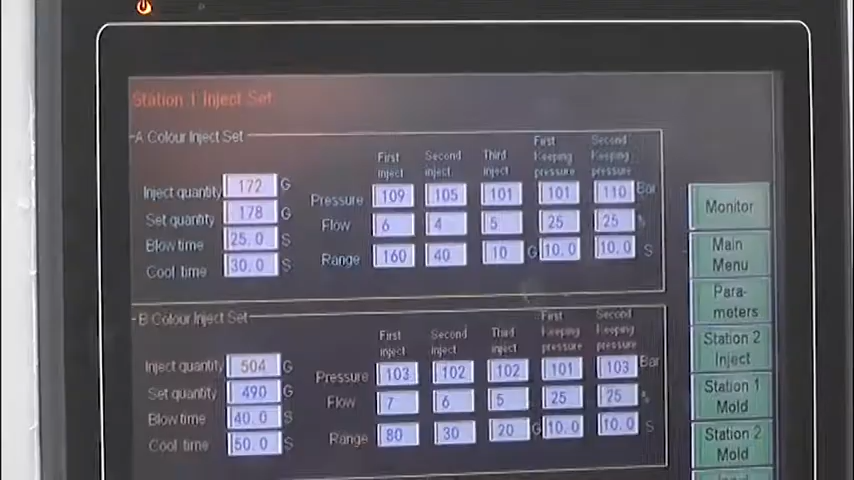 Station 1 Inject Set
A Colour Inject Set
First inject Second inject Third inject First Keeping pressure Second Keeping pressure
Inject quantity 172 G
Set quantity 178 G
Blow time 25.0 S
Cool time 30.0 S
Pressure 109 105 101 101 110 Bar
Flow 6 4 5 25 25 %
Range 160 40 10 G 10.0 10.0 S
B Colour Inject Set
First inject Second inject Third inject First Keeping pressure Second Keeping pressure
Inject quantity 504 G
Set quantity 490 G
Blow time 40.0 S
Cool time 50.0 S
Pressure 103 102 102 101 103 Bar
Flow 7 6 5 25 25 %
Range 80 30 20 G 10.0 10.0 S
Monitor
Main
Menu
Para-
meters
Station 2
Inject
Station 1
Mold
Station 2
Mold